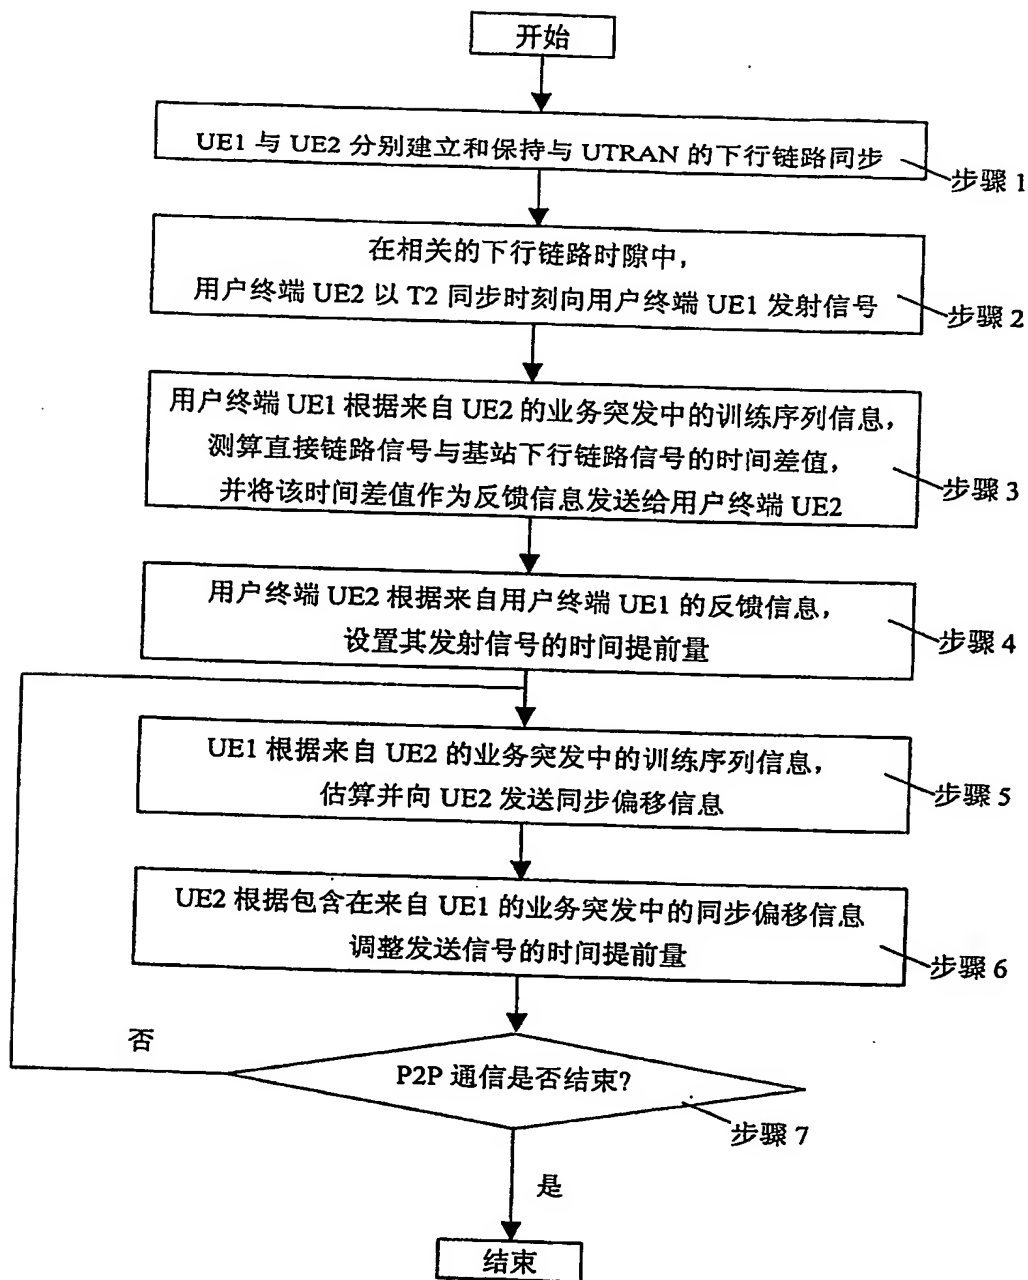 开始
UE1 与 UE2 分别建立和保持与 UTRAN 的下行链路同步
步骤 1
在相关的下行链路时隙中，
用户终端 UE2 以 T2 同步时刻向用户终端 UE1 发射信号
步骤 2
用户终端 UE1 根据来自 UE2 的业务突发中的训练序列信息，
测算直接链路信号与基站下行链路信号的时间差值，
并将该时间差值作为反馈信息发送给用户终端 UE2
步骤 3
用户终端 UE2 根据来自用户终端 UE1 的反馈信息，
设置其发射信号的时间提前量
步骤 4
UE1 根据来自 UE2 的业务突发中的训练序列信息，
估算并向 UE2 发送同步偏移信息
步骤 5
UE2 根据包含在来自 UE1 的业务突发中的同步偏移信息
调整发送信号的时间提前量
步骤 6
否
P2P 通信是否结束？
步骤 7
是
结束